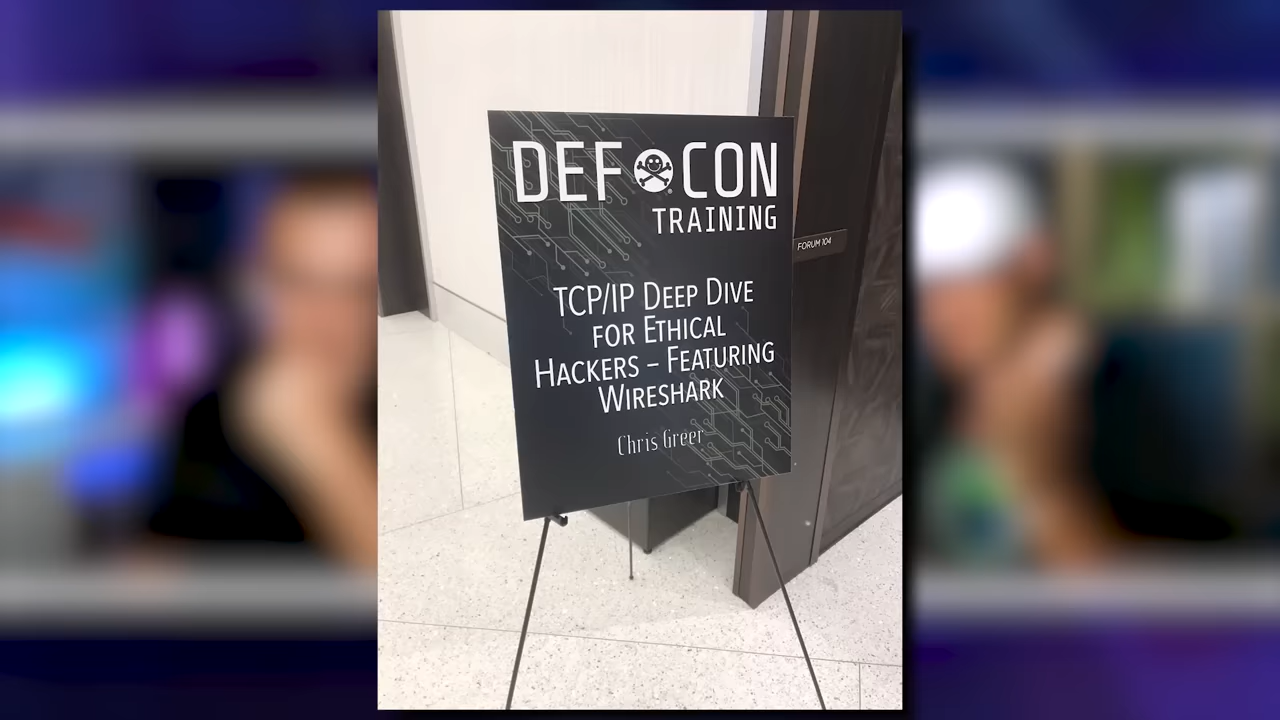 DEF CON
TRAINING
FORUM 104
TCP/IP DEEP DIVE
FOR ETHICAL
HACKERS – FEATURING
WIRESHARK
Chris Greer